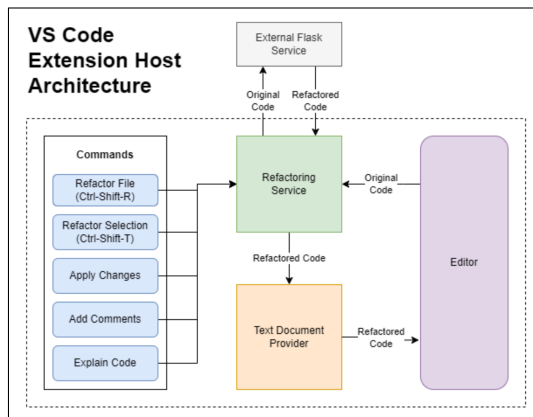 VS Code
Extension Host
Architecture
External Flask
Service
Original
Code
Refactored
Code
Commands
Refactor File
(Ctrl-Shift-R)
Refactor Selection
(Ctrl-Shift-T)
Apply Changes
Add Comments
Explain Code
Refactoring
Service
Original
Code
Editor
Refactored Code
Text Document
Provider
Refactored
Code